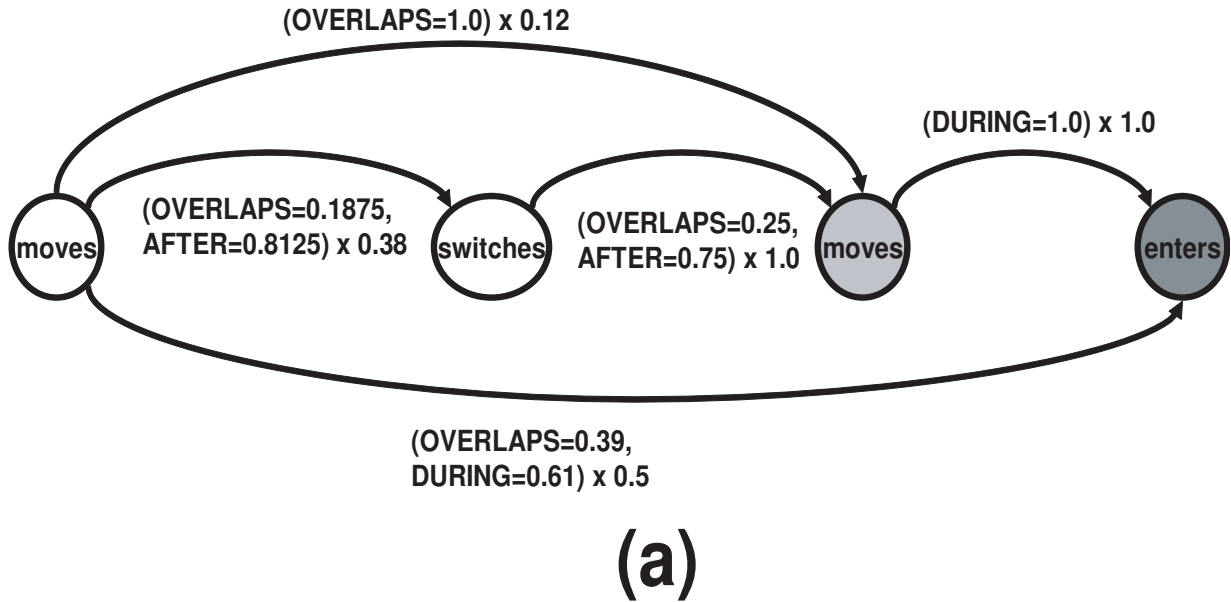 (OVERLAPS=1.0) x 0.12
(DURING=1.0) x 1.0
(OVERLAPS=0.1875,
AFTER=0.8125) x 0.38
(OVERLAPS=0.25,
AFTER=0.75) x 1.0
moves
switches
moves
enters
(OVERLAPS=0.39,
DURING=0.61) x 0.5
(a)